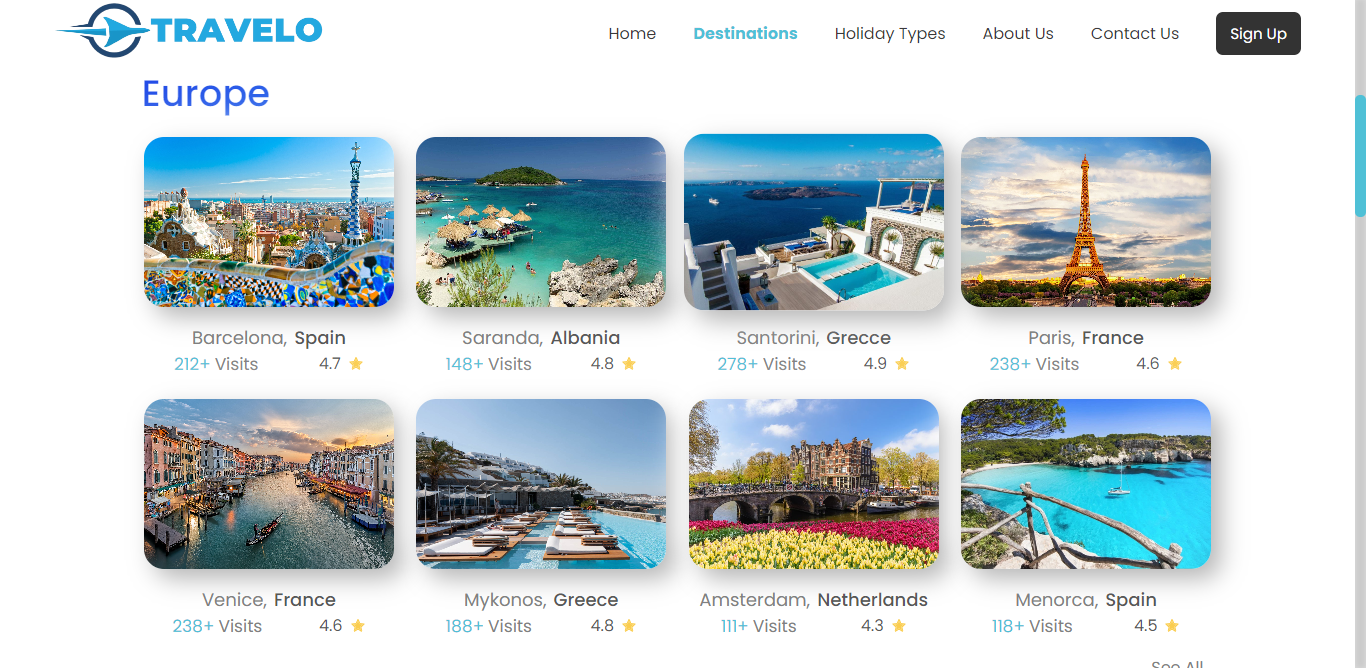 TRAVELO
Home Destinations Holiday Types About Us Contact Us Sign Up
Europe
Barcelona, Spain
212+ Visits 4.7
Saranda, Albania
148+ Visits 4.8
Santorini, Grecce
278+ Visits 4.9
Paris, France
238+ Visits 4.6
Venice, France
238+ Visits 4.6
Mykonos, Greece
188+ Visits 4.8
Amsterdam, Netherlands
111+ Visits 4.3
Menorca, Spain
118+ Visits 4.5
See All